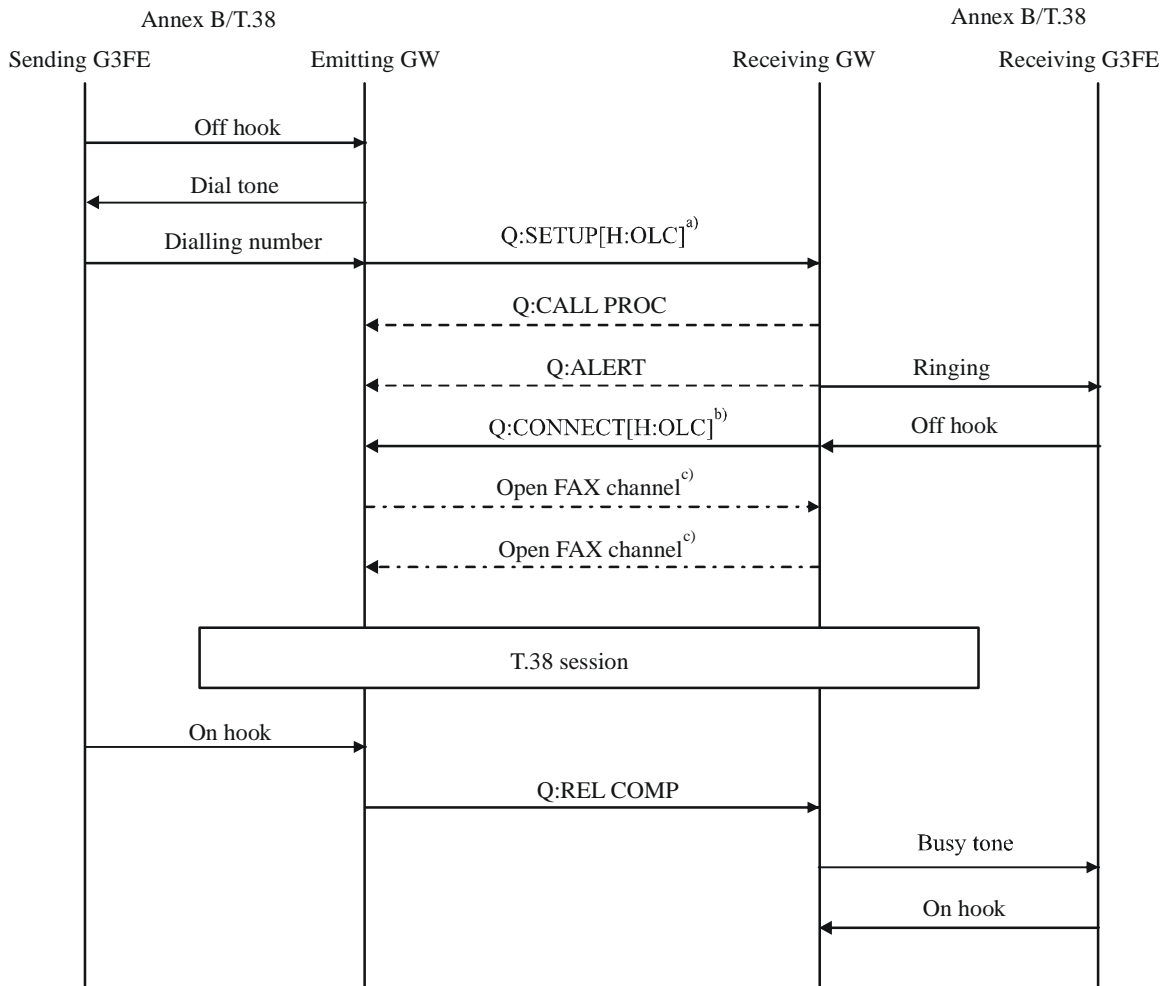 Annex B/T.38 Annex B/T.38
Sending G3FE Emitting GW Receiving GW Receiving G3FE
Off hook
Dial tone
Dialling number Q:SETUP[H:OLC]a)
Q:CALL PROC
Q:ALERT Ringing
Q:CONNECT[H:OLC]b) Off hook
Open FAX channelc)
Open FAX channelc)
T.38 session
On hook
Q:REL COMP
Busy tone
On hook